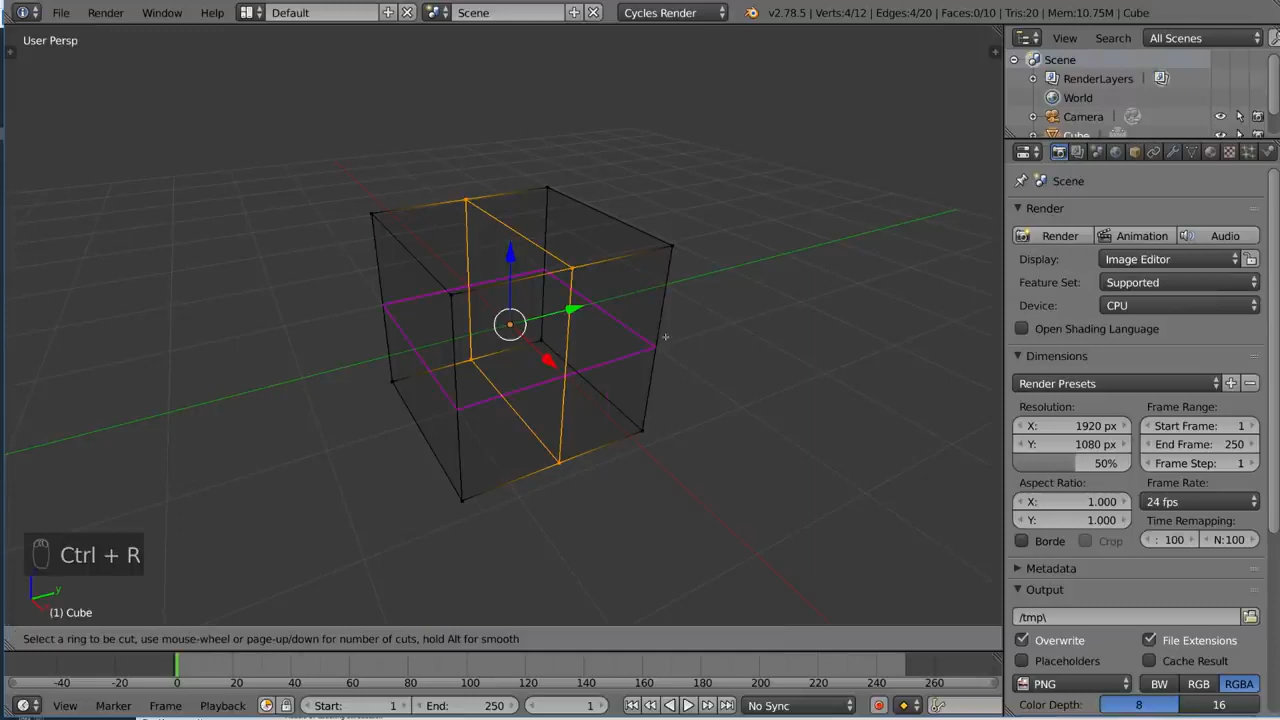 File Render Window Help Default Scene Cycles Render v2.78.5 | Verts:4/12 | Edges:4/20 | Faces:0/10 | Tris:20 | Mem:10.75M | Cube
User Persp
View Search All Scenes
Scene
RenderLayers
World
Camera
Cube
Scene
Render
Render Animation Audio
Display: Image Editor
Feature Set: Supported
Device: CPU
Open Shading Language
Dimensions
Render Presets
Resolution: Frame Range:
X: 1920 px Start Frame: 1
Y: 1080 px End Frame: 250
50% Frame Step: 1
Aspect Ratio: Frame Rate:
X: 1.000 24 fps
Y: 1.000 Time Remapping:
Borde Crop : 100 N:100
Metadata
Output
/tmp\
Overwrite File Extensions
Placeholders Cache Result
PNG BW RGB RGBA
Color Depth: 8 16
Ctrl + R
y
(1) Cube
Select a ring to be cut, use mouse-wheel or page-up/down for number of cuts, hold Alt for smooth
-40 -20 0 20 40 60 80 100 120 140 160 180 200 220 240 260
View Marker Frame Playback Start: 1 End: 250 1 No Sync